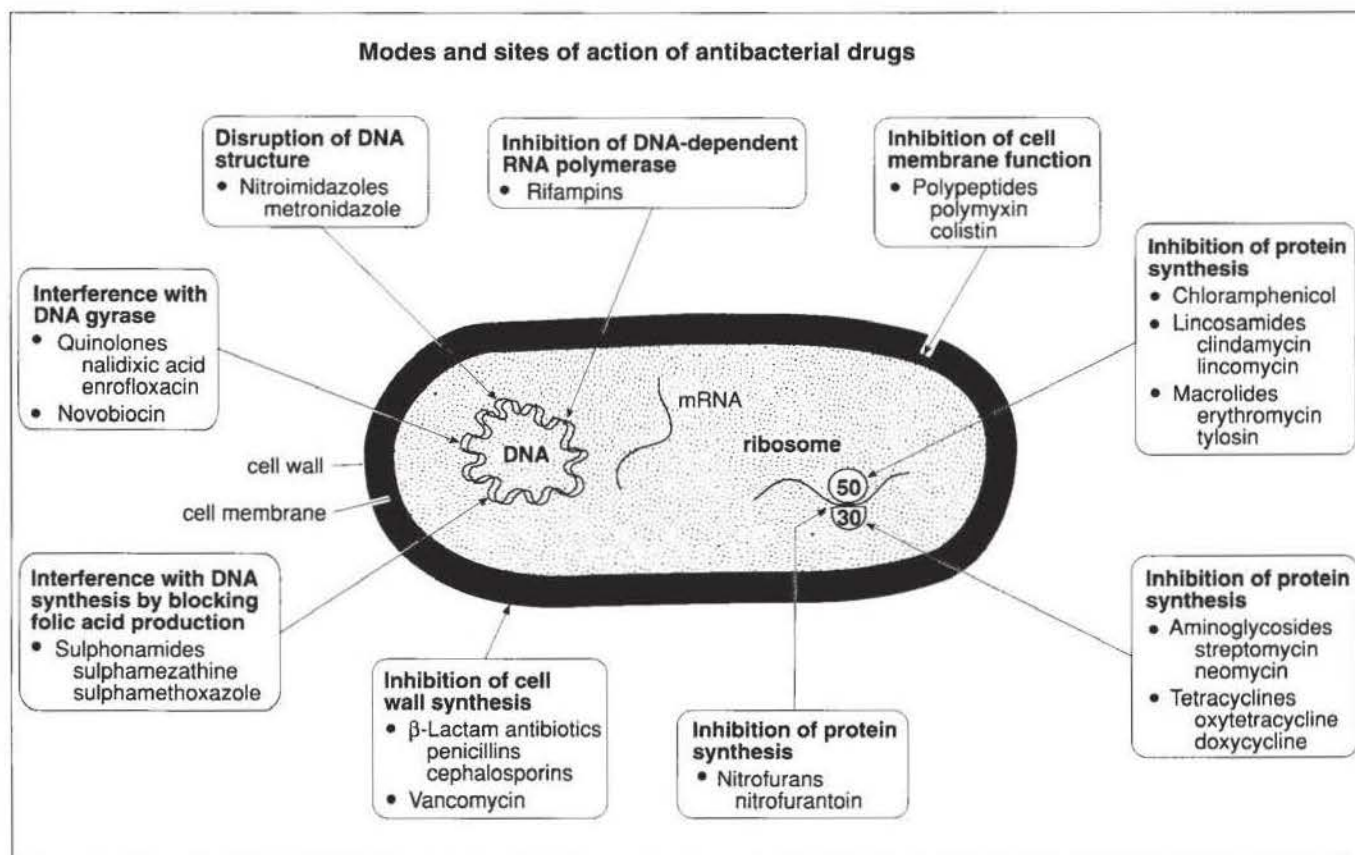 Modes and sites of action of antibacterial drugs
Disruption of DNA
structure
• Nitroimidazoles
metronidazole
Inhibition of DNA-dependent
RNA polymerase
• Rifampins
Inhibition of cell
membrane function
• Polypeptides
polymyxin
colistin
Inhibition of protein
synthesis
• Chloramphenicol
• Lincosamides
clindamycin
lincomycin
• Macrolides
erythromycin
tylosin
Interference with
DNA gyrase
• Quinolones
nalidixic acid
enrofloxacin
• Novobiocin
mRNA
ribosome
DNA
cell wall
cell membrane
50
30
Interference with DNA
synthesis by blocking
folic acid production
• Sulphonamides
sulphamezathine
sulphamethoxazole
Inhibition of cell
wall synthesis
• β-Lactam antibiotics
penicillins
cephalosporins
• Vancomycin
Inhibition of protein
synthesis
• Nitrofurans
nitrofurantoin
Inhibition of protein
synthesis
• Aminoglycosides
streptomycin
neomycin
• Tetracyclines
oxytetracycline
doxycycline